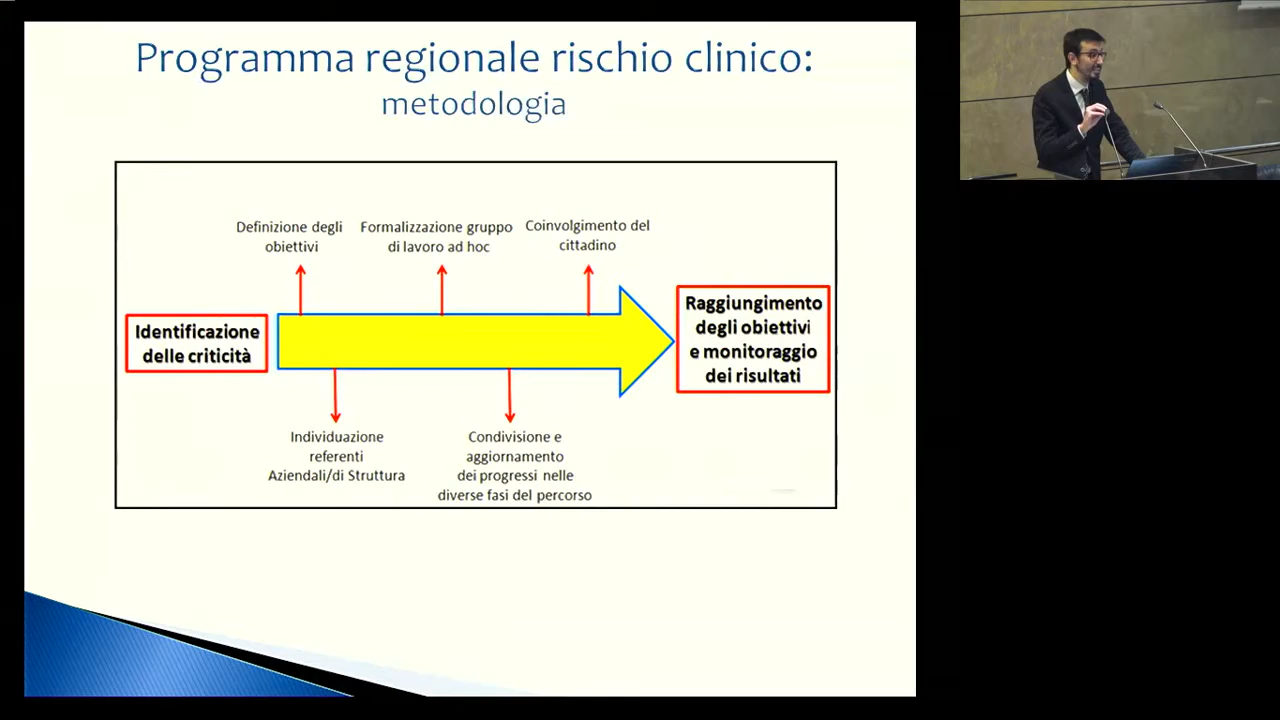 Programma regionale rischio clinico:
metodologia
Definizione degli
obiettivi
Formalizzazione gruppo
di lavoro ad hoc
Coinvolgimento del
cittadino
Identificazione
delle criticità
Raggiungimento
degli obiettivi
e monitoraggio
dei risultati
Individuazione
referenti
Aziendali/di Struttura
Condivisione e
aggiornamento
dei progressi nelle
diverse fasi del percorso